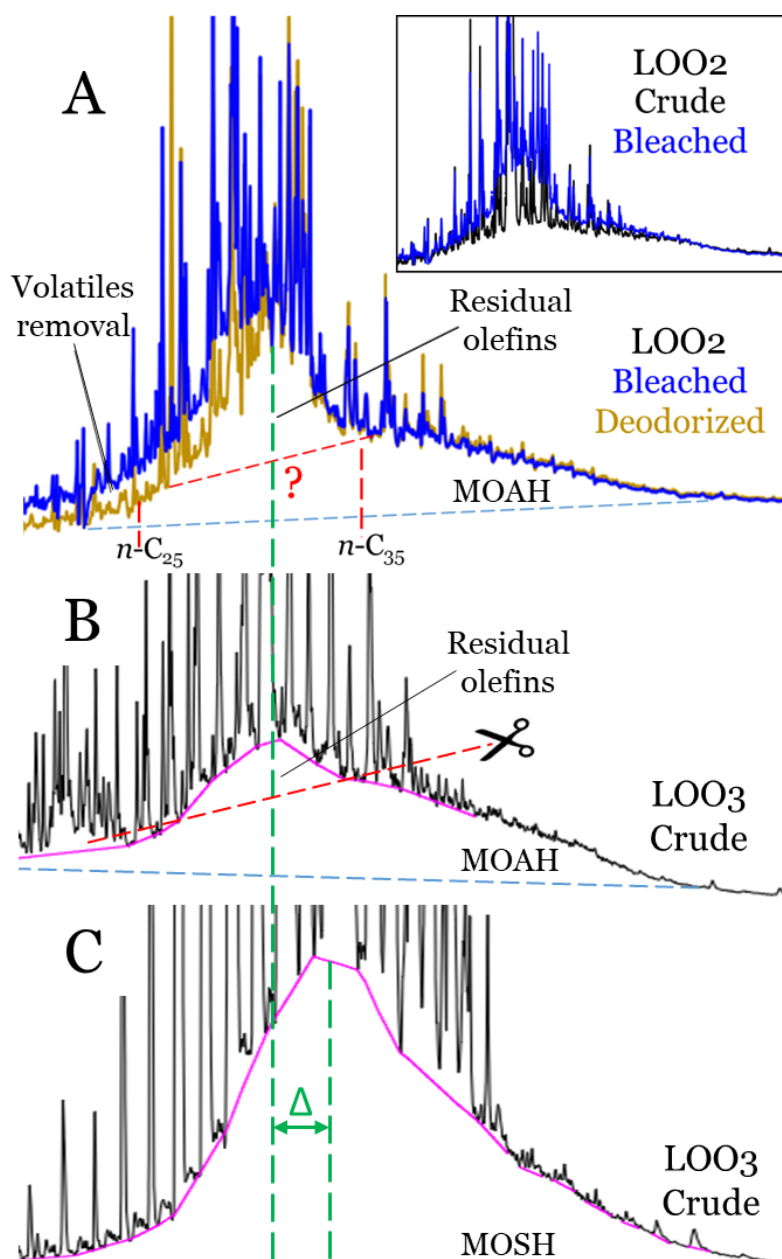 A
LOO2
Crude
Bleached
Volatiles
removal
Residual
olefins
LOO2
Bleached
Deodorized
?
MOAH
n-C25
n-C35
B
Residual
olefins
LOO3
Crude
MOAH
C
Δ
LOO3
Crude
MOSH